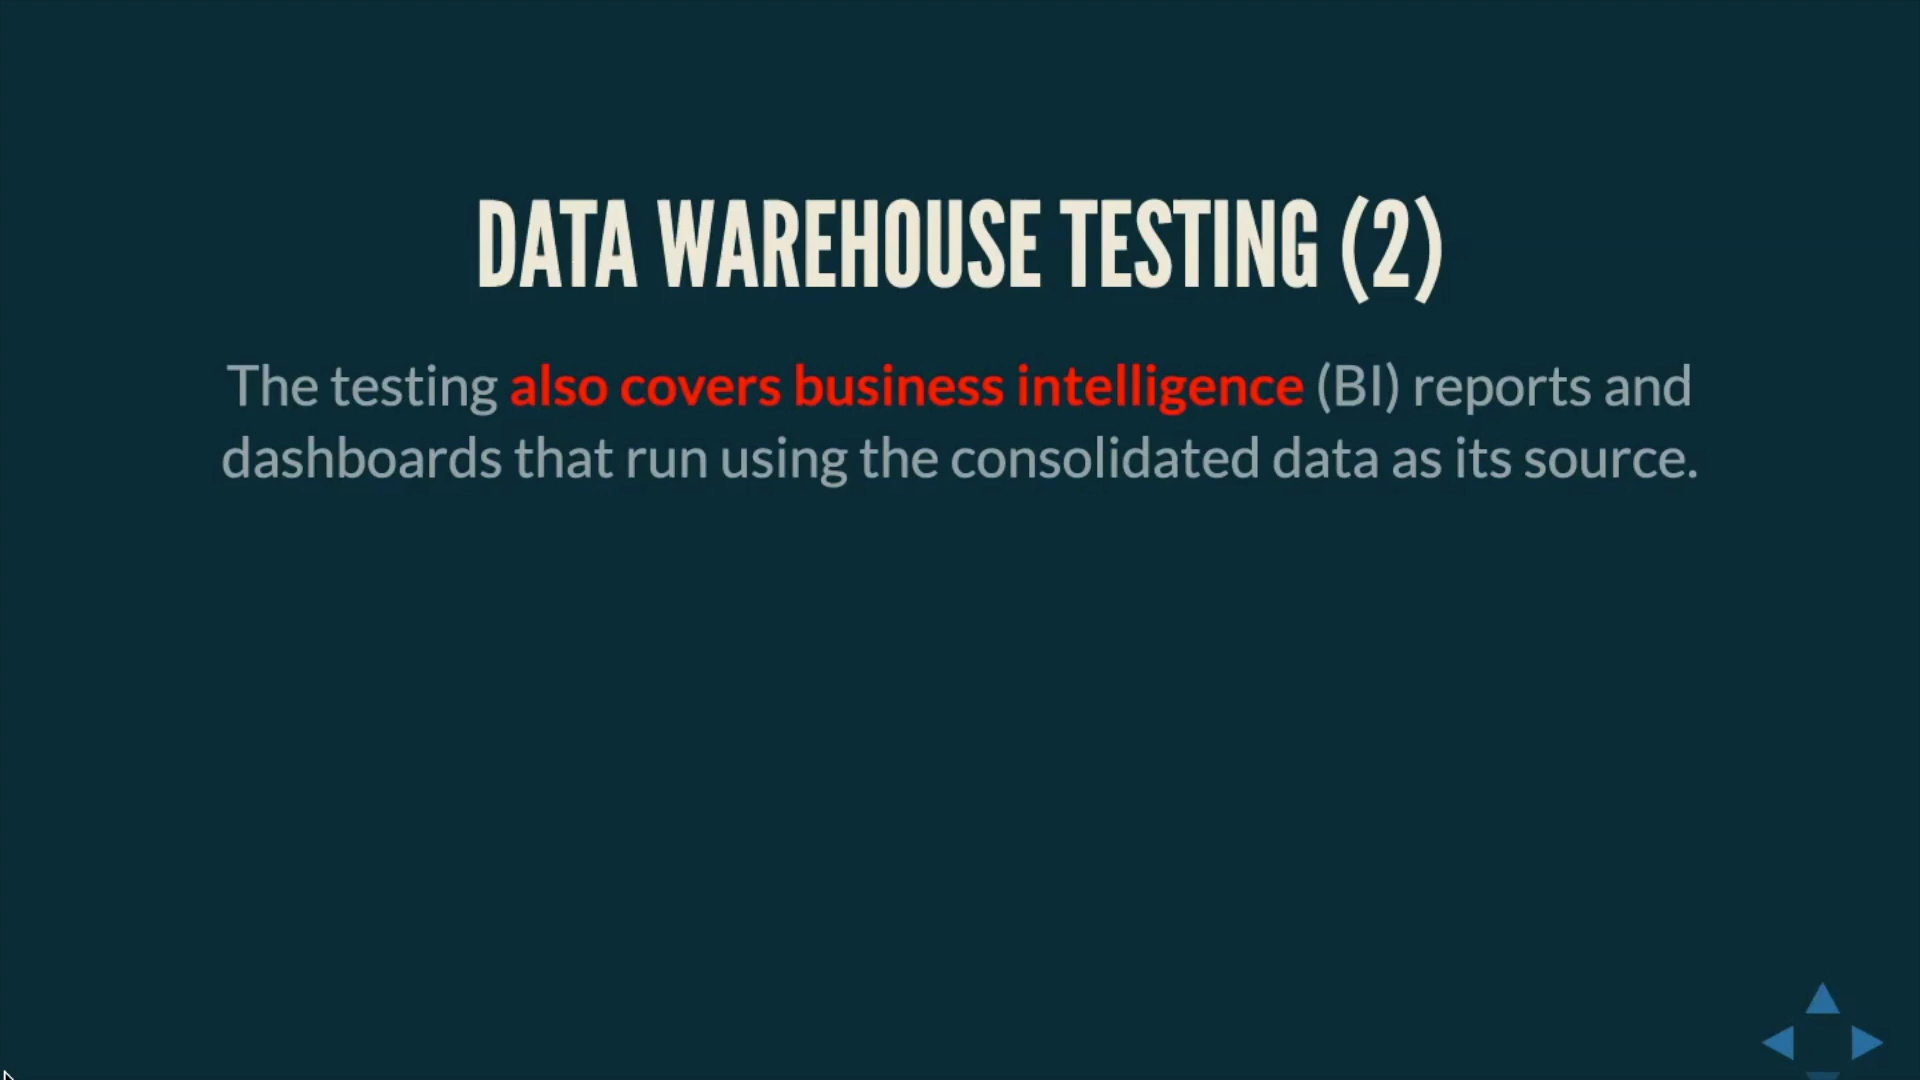 DATA WAREHOUSE TESTING (2)
The testing also covers business intelligence (BI) reports and
dashboards that run using the consolidated data as its source.